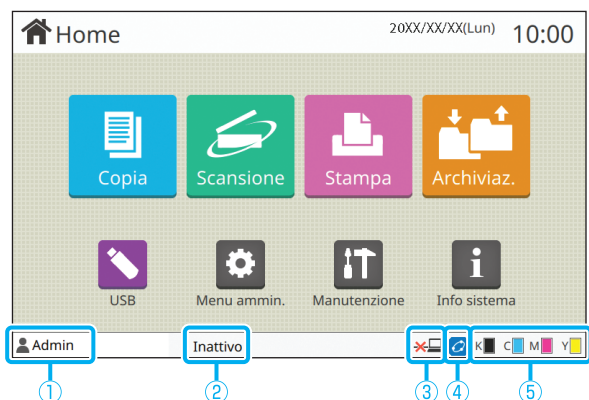 Home
20XX/XX/XX(Lun)
10:00
Copia
Scansione
Stampa
Archiviaz.
USB
Menu ammin.
Manutenzione
Info sistema
Admin
Inattivo
K C M Y
① ② ③ ④ ⑤